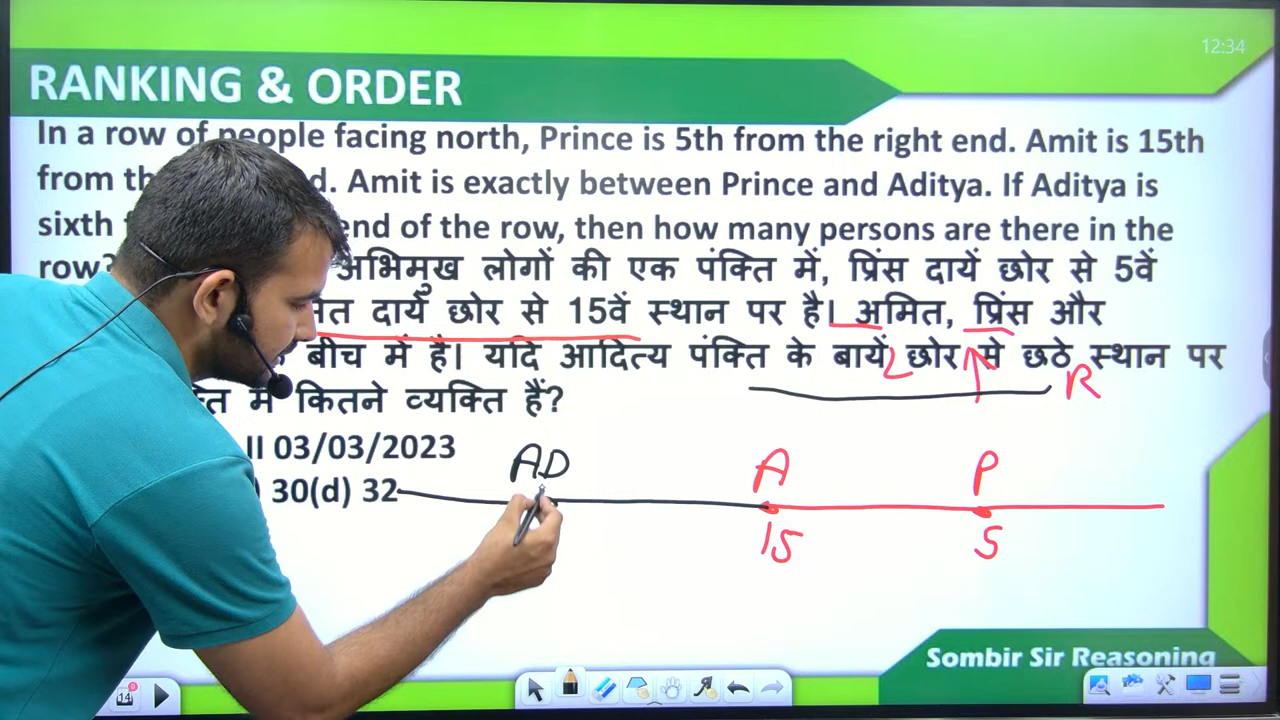 12:34
RANKING & ORDER
In a row of people facing north, Prince is 5th from the right end. Amit is 15th
from d. Amit is exactly between Prince and Aditya. If Aditya is
sixth end of the row, then how many persons are there in the
row? अभिमुख लोगों की एक पंक्ति में, प्रिंस दायें छोर से 5वें
दायें छोर से 15वें स्थान पर है। अमित, प्रिंस और
बीच में है। यदि आदित्य पंक्ति के बायें छोर से छठे स्थान पर
में कितने व्यक्ति हैं?
L R
II 03/03/2023
) 30(d) 32
AD A P
15 5
Sombir Sir Reasoning
14